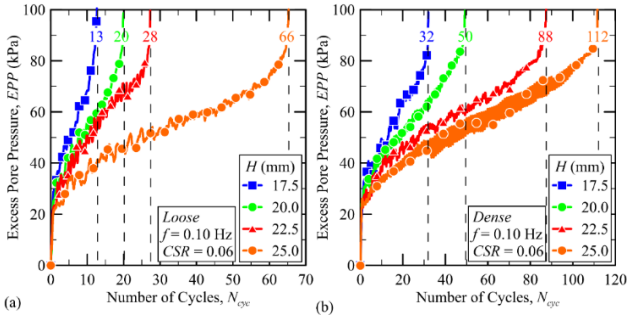 100
80
60
40
20
0
Excess Pore Pressure, EPP (kPa)
13
20
28
66
H (mm)
17.5
20.0
22.5
25.0
Loose
f = 0.10 Hz
CSR = 0.06
0 10 20 30 40 50 60 70
Number of Cycles, Ncyc
(a)
100
80
60
40
20
0
Excess Pore Pressure, EPP (kPa)
32
50
88
112
H (mm)
17.5
20.0
22.5
25.0
Dense
f = 0.10 Hz
CSR = 0.06
0 20 40 60 80 100 120
Number of Cycles, Ncyc
(b)